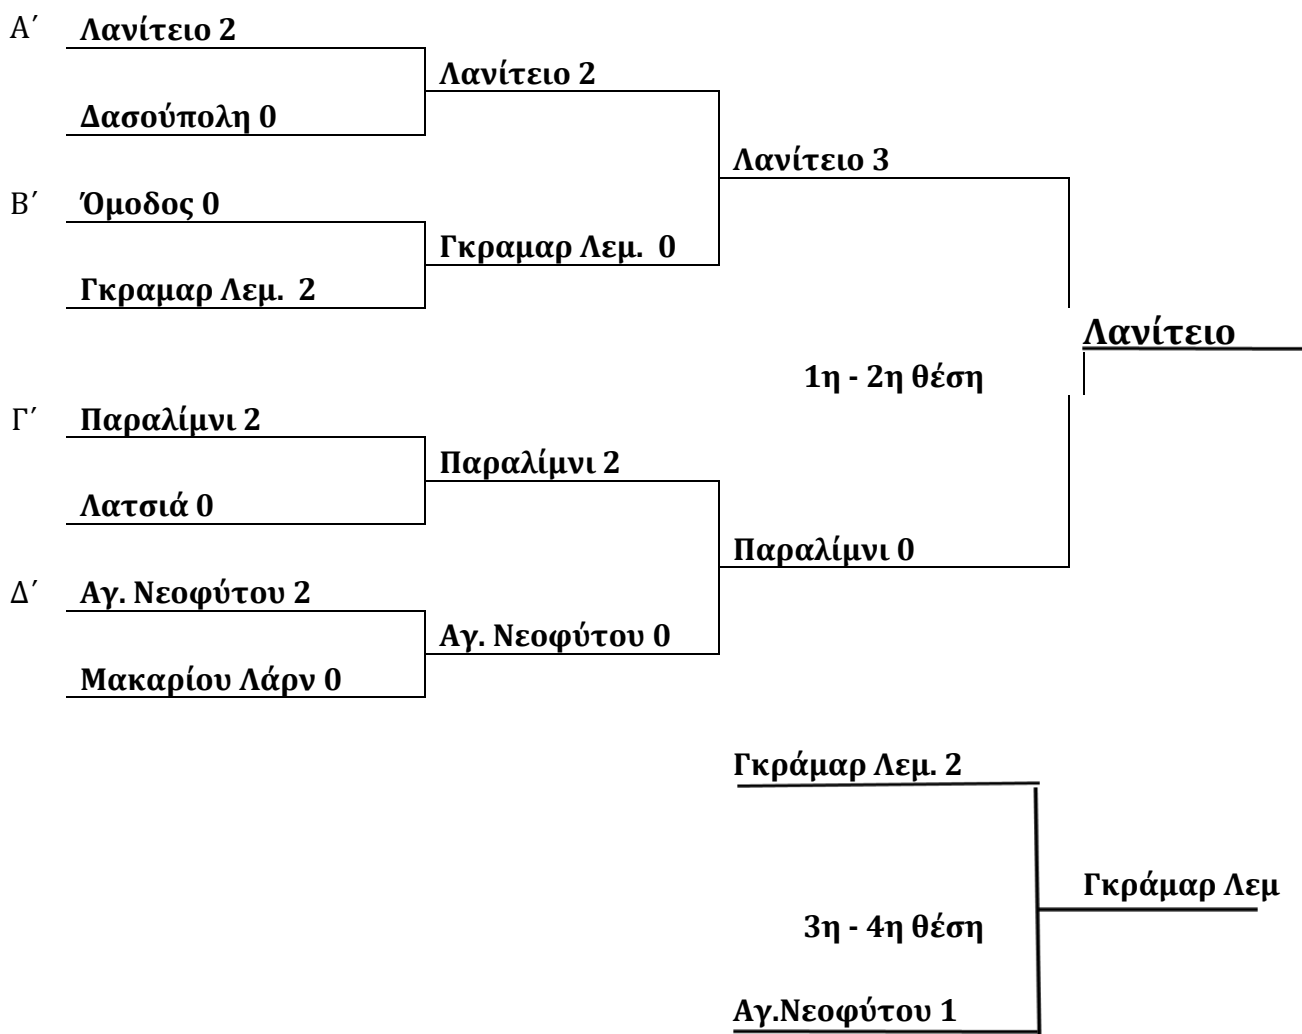 Α΄ Λανίτειο 2
Λανίτειο 2
Δασούπολη 0
Λανίτειο 3
Β΄ Όμοδος 0
Γκραμαρ Λεμ.  0
Γκραμαρ Λεμ.  2
Λανίτειο
1η - 2η θέση
Γ΄ Παραλίμνι 2
Παραλίμνι 2
Λατσιά 0
Παραλίμνι 0
Δ΄ Αγ. Νεοφύτου 2
Αγ. Νεοφύτου 0
Μακαρίου Λάρν 0
Γκράμαρ Λεμ. 2
Γκράμαρ Λεμ
3η - 4η θέση
Αγ.Νεοφύτου 1